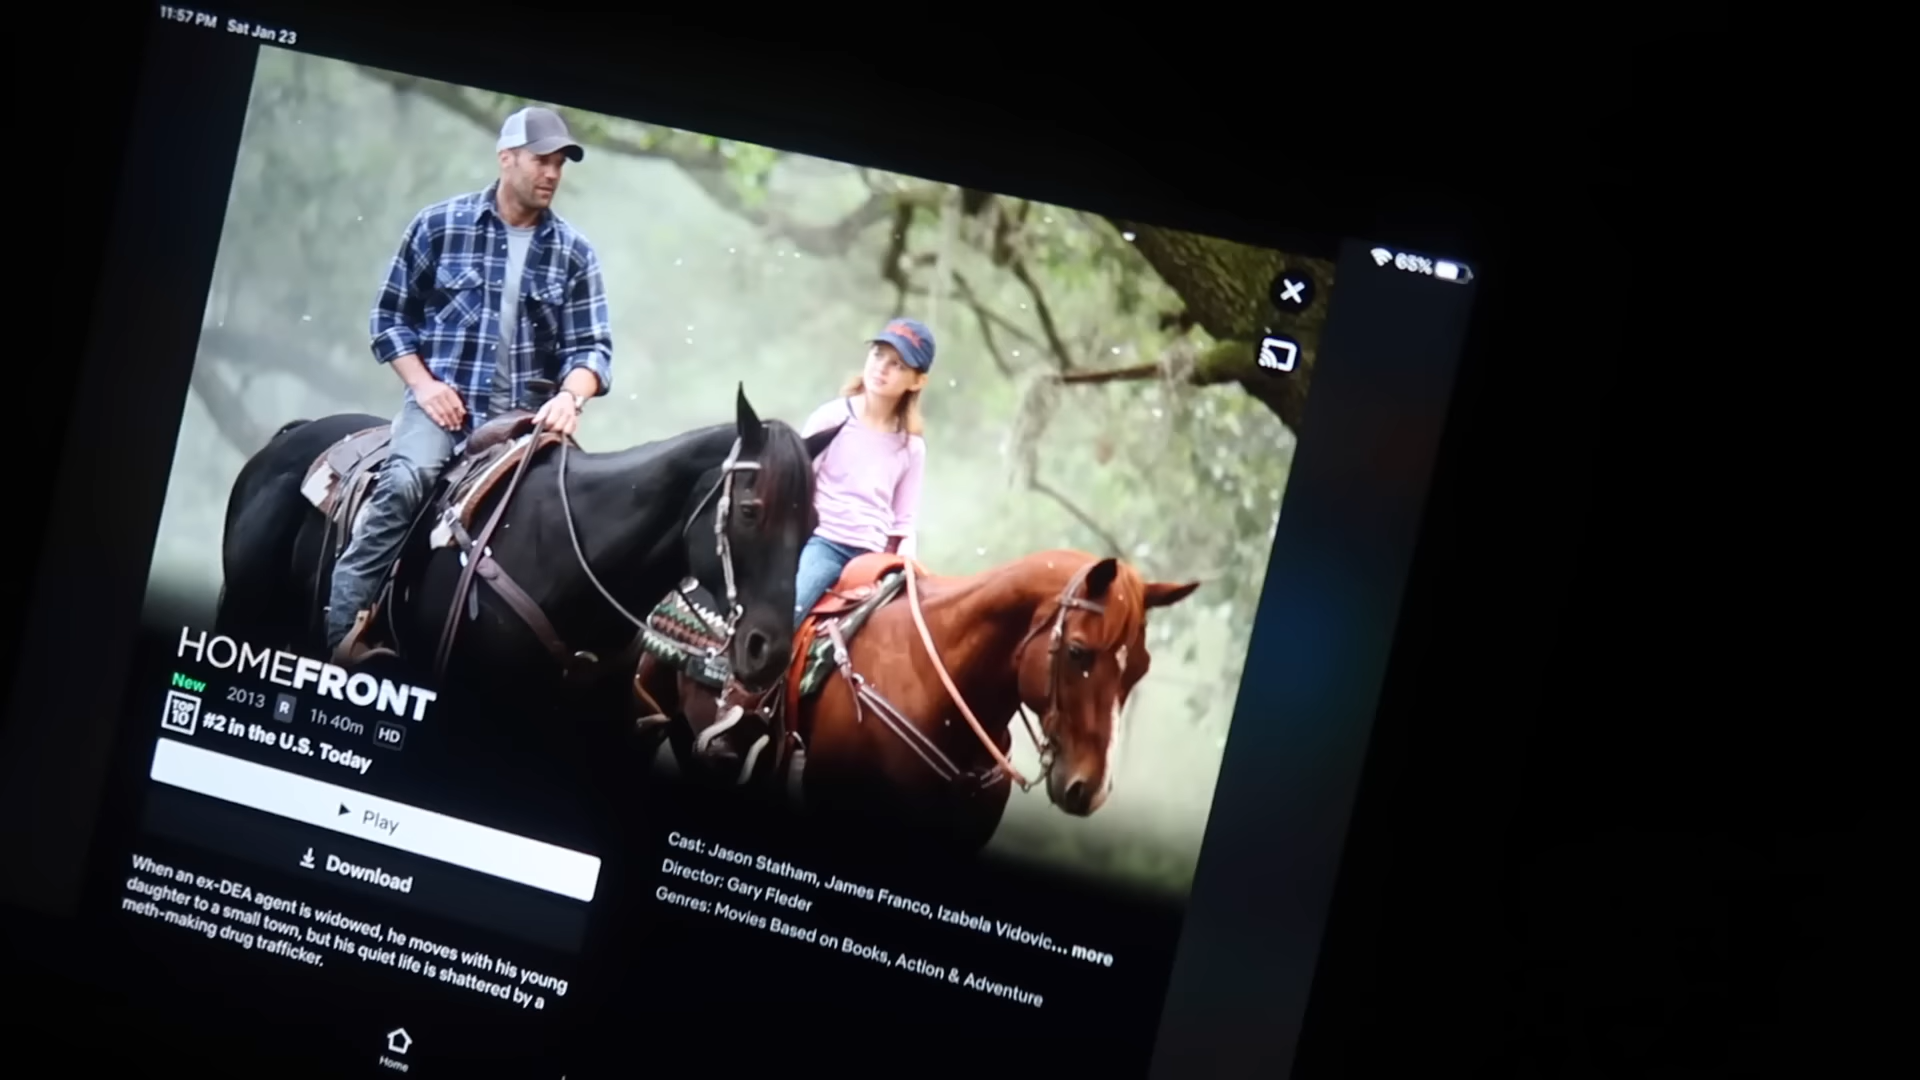 11:57 PM Sat Jan 23
65%
HOMEFRONT
New 2013 R 1h 40m HD
TOP 10 #2 in the U.S. Today
Play
Download
When an ex-DEA agent is widowed, he moves with his young
daughter to a small town, but his quiet life is shattered by a
meth-making drug trafficker.
Cast: Jason Statham, James Franco, Izabela Vidovic... more
Director: Gary Fleder
Genres: Movies Based on Books, Action & Adventure
Home